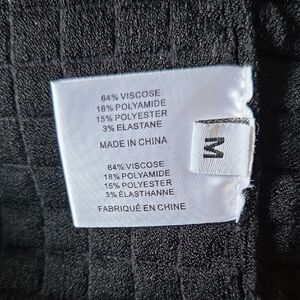 64% VISCOSE
18% POLYAMIDE
15% POLYESTER
3% ELASTANE
MADE IN CHINA
64% VISCOSE
18% POLYAMIDE
15% POLYESTER
3% ÉLASTHANNE
FABRIQUÉ EN CHINE
M